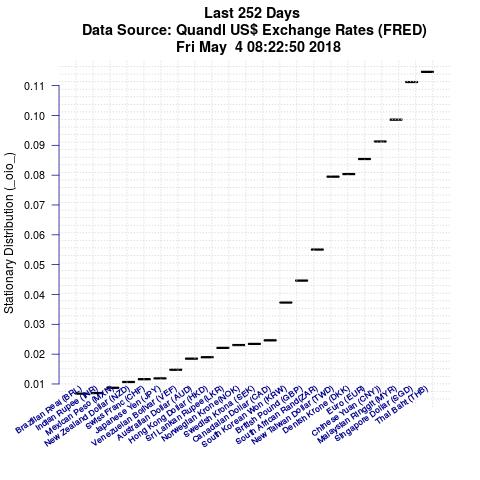 Last 252 Days
Data Source: Quandl US$ Exchange Rates (FRED)
Fri May  4 08:22:50 2018
Stationary Distribution (_oio_)
0.11
0.10
0.09
0.08
0.07
0.06
0.05
0.04
0.03
0.02
0.01
Brazilian Real (BRL)
Indian Rupee (INR)
Mexican Peso (MXN)
New Zealand Dollar (NZD)
Swiss Franc (CHF)
Japanese Yen (JPY)
Venezuelan Bolivar (VEF)
Australian Dollar (AUD)
Hong Kong Dollar (HKD)
Sri Lankan Rupee (LKR)
Norwegian Krone(NOK)
Swedish Krona (SEK)
Canadaian Dollar (CAD)
South Korean Won (KRW)
British Pound (GBP)
South African Rand(ZAR)
New Taiwan Dollar (TWD)
Danish Krone (DKK)
Euro (EUR)
Chinese Yuan (CNY))
Malaysian Ringgit (MYR)
Singapore Dollar (SGD)
Thai Baht (THB)